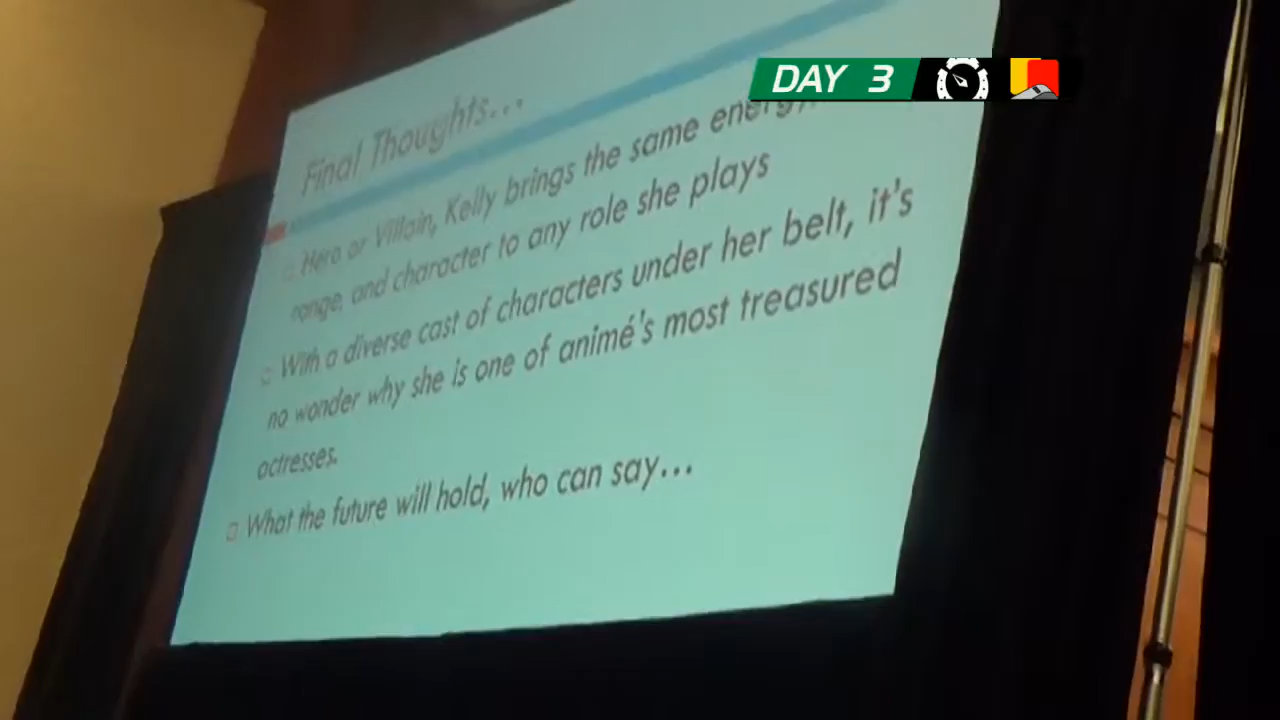 DAY 3
Final Thoughts...
Hero or Villain, Kelly brings the same energy,
range, and character to any role she plays
With a diverse cast of characters under her belt, it's
no wonder why she is one of animé's most treasured
actresses.
What the future will hold, who can say...